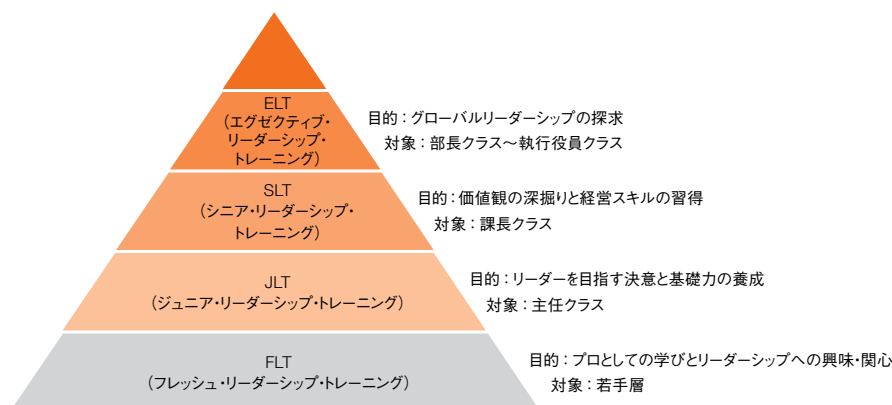 ELT
(エグゼクティブ・
リーダーシップ・
トレーニング)
目的：グローバルリーダーシップの探求
対象：部長クラス〜執行役員クラス
SLT
(シニア・リーダーシップ・
トレーニング)
目的：価値観の深掘りと経営スキルの習得
対象：課長クラス
JLT
(ジュニア・リーダーシップ・トレーニング)
目的：リーダーを目指す決意と基礎力の養成
対象：主任クラス
FLT
(フレッシュ・リーダーシップ・トレーニング)
目的：プロとしての学びとリーダーシップへの興味・関心
対象：若手層